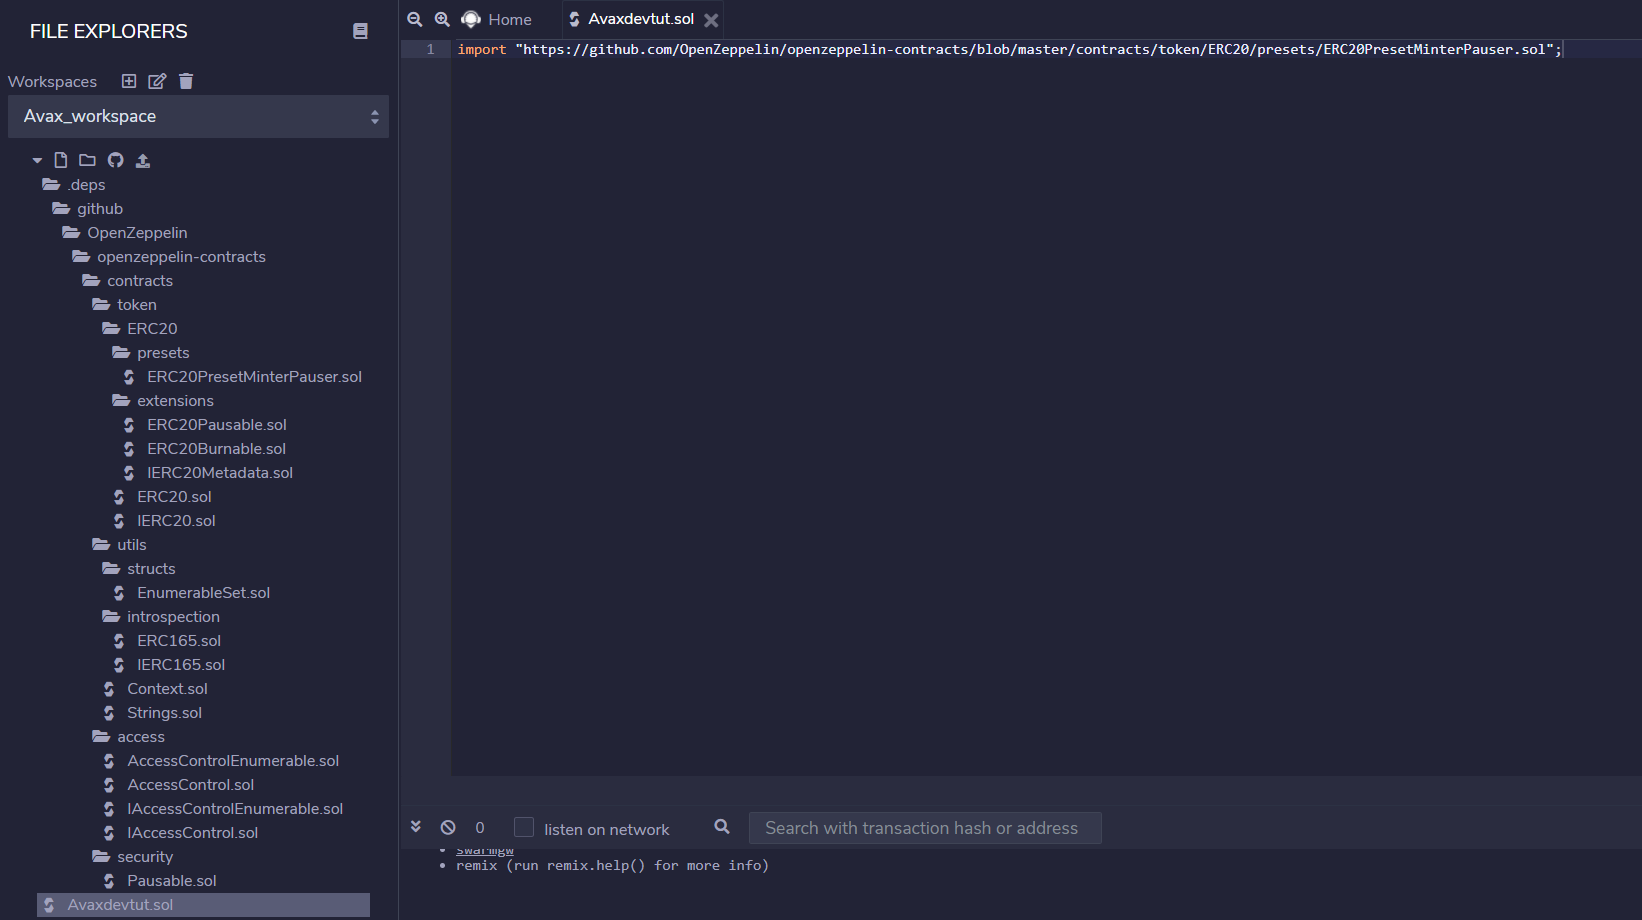 FILE EXPLORERS
Workspaces
Avax_workspace
.deps
github
OpenZeppelin
openzeppelin-contracts
contracts
token
ERC20
presets
ERC20PresetMinterPauser.sol
extensions
ERC20Pausable.sol
ERC20Burnable.sol
IERC20Metadata.sol
ERC20.sol
IERC20.sol
utils
structs
EnumerableSet.sol
introspection
ERC165.sol
IERC165.sol
Context.sol
Strings.sol
access
AccessControlEnumerable.sol
AccessControl.sol
IAccessControlEnumerable.sol
IAccessControl.sol
security
Pausable.sol
Avaxdevtut.sol
Home
Avaxdevtut.sol
1 import "https://github.com/OpenZeppelin/openzeppelin-contracts/blob/master/contracts/token/ERC20/presets/ERC20PresetMinterPauser.sol";
0 listen on network Search with transaction hash or address
swarmgw
remix (run remix.help() for more info)